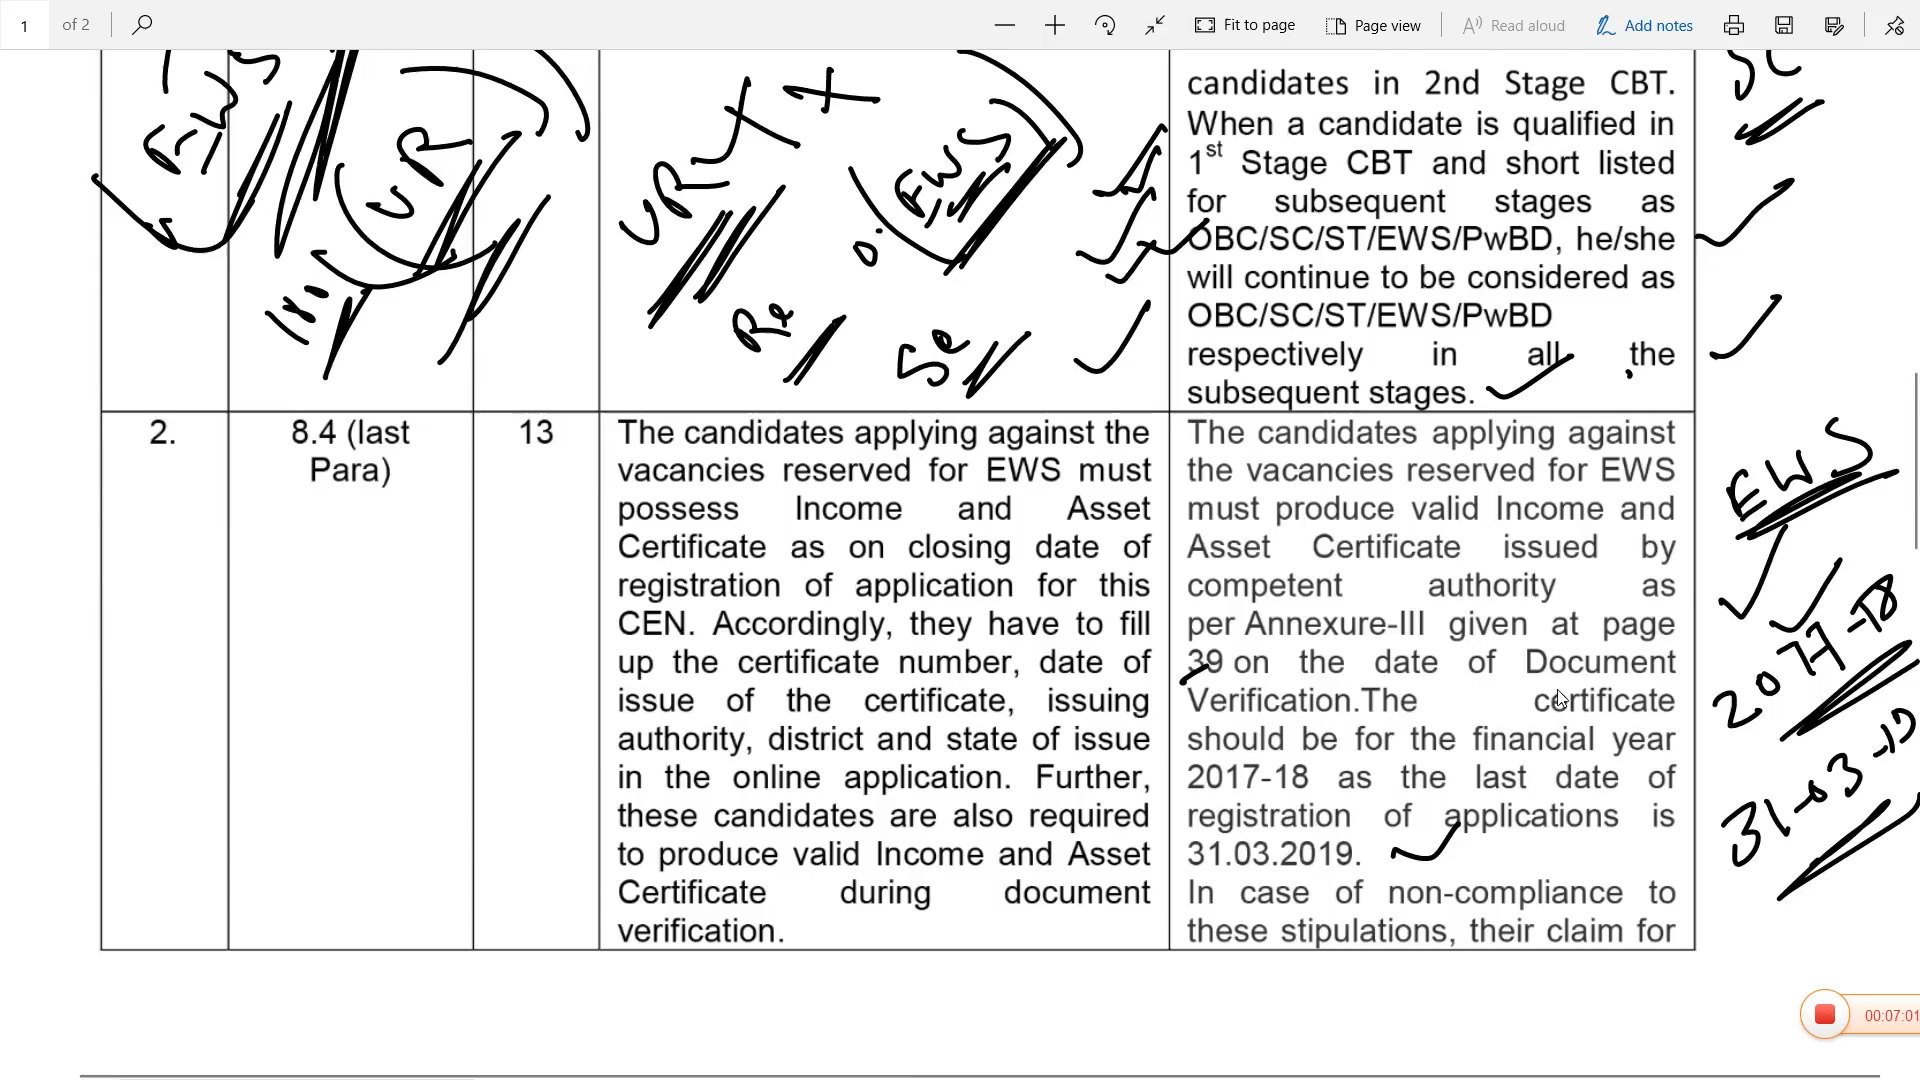 1 of 2 Fit to page Page view Read aloud Add notes
candidates in 2nd Stage CBT.
When a candidate is qualified in
1st Stage CBT and short listed
for subsequent stages as
OBC/SC/ST/EWS/PwBD, he/she
will continue to be considered as
OBC/SC/ST/EWS/PwBD
respectively in all the
subsequent stages.
EWS
UR
UR
EWS
SC
2. 8.4 (last
Para)
13
The candidates applying against the
vacancies reserved for EWS must
possess Income and Asset
Certificate as on closing date of
registration of application for this
CEN. Accordingly, they have to fill
up the certificate number, date of
issue of the certificate, issuing
authority, district and state of issue
in the online application. Further,
these candidates are also required
to produce valid Income and Asset
Certificate during document
verification.
The candidates applying against
the vacancies reserved for EWS
must produce valid Income and
Asset Certificate issued by
competent authority as
per Annexure-III given at page
39 on the date of Document
Verification.The certificate
should be for the financial year
2017-18 as the last date of
registration of applications is
31.03.2019.
In case of non-compliance to
these stipulations, their claim for
EWS
2017-18
31-03-19
00:07:01